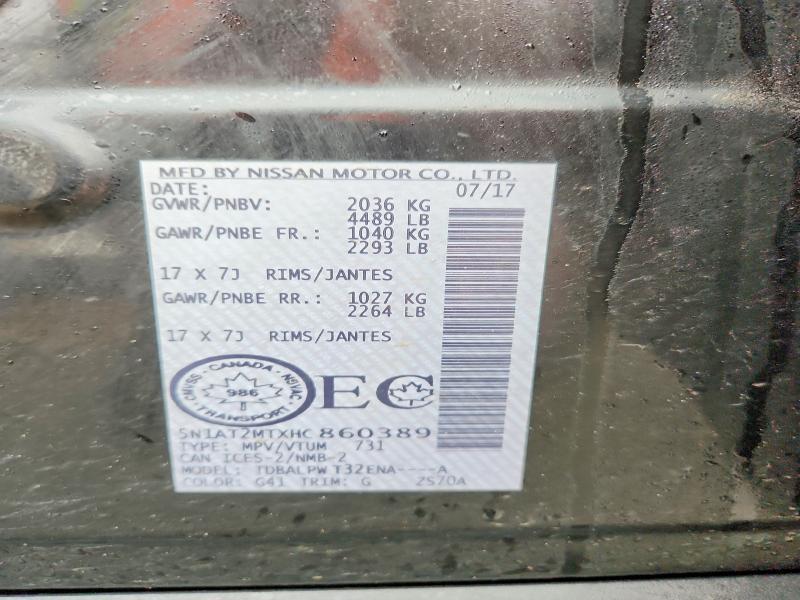 MFD BY NISSAN MOTOR CO., LTD.
DATE: 07/17
GVWR/PNBV: 2036 KG
4489 LB
GAWR/PNBE FR.: 1040 KG
2293 LB
17 X 7J RIMS/JANTES
GAWR/PNBE RR.: 1027 KG
2264 LB
17 X 7J RIMS/JANTES
CANADA
CMVSS NSVAC
986
TRANSPORT
EC
5N1AT2MTXHC860389
TYPE: MPV/VTUM 731
CAN ICES-2/NMB-2
MODEL: TDBALPW T32ENA----A
COLOR: G41 TRIM: G 2S70A